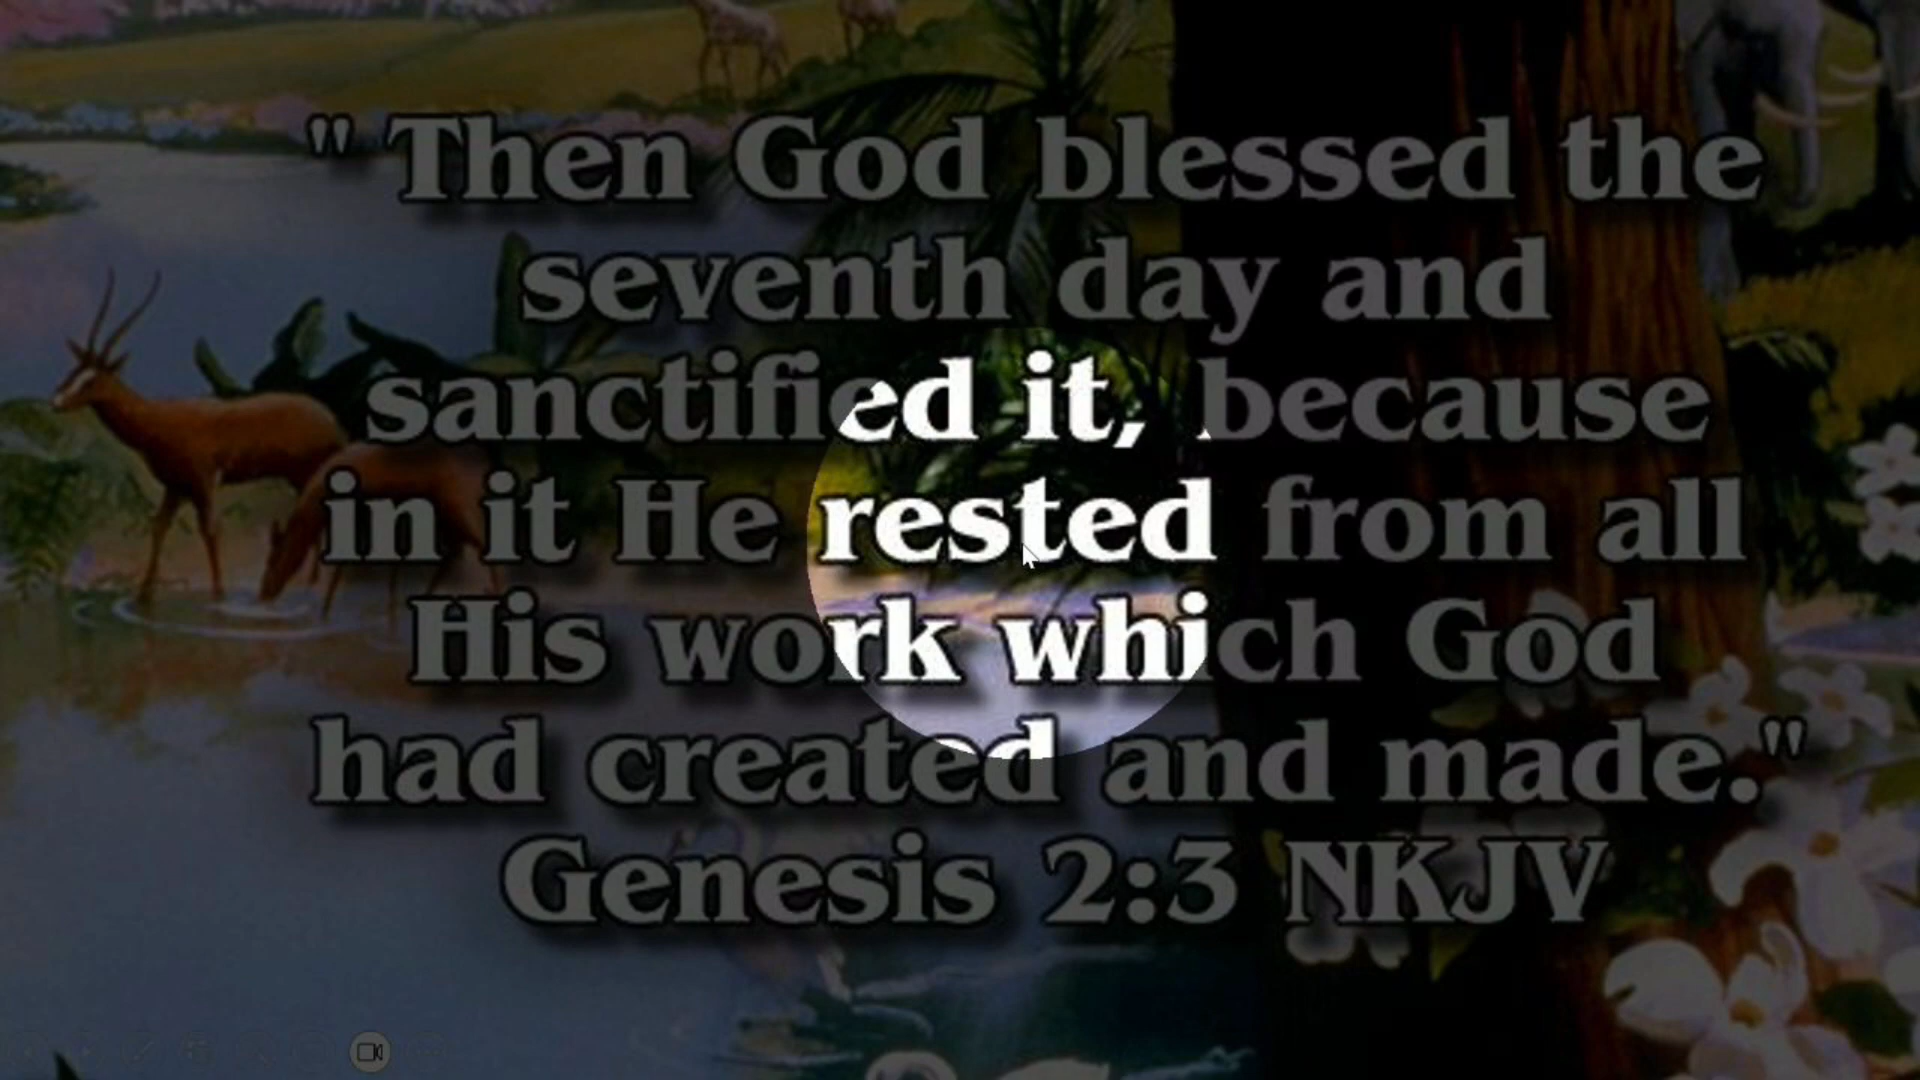 " Then God blessed the
seventh day and
sanctified it, because
in it He rested from all
His work which God
had created and made."
Genesis 2:3 NKJV